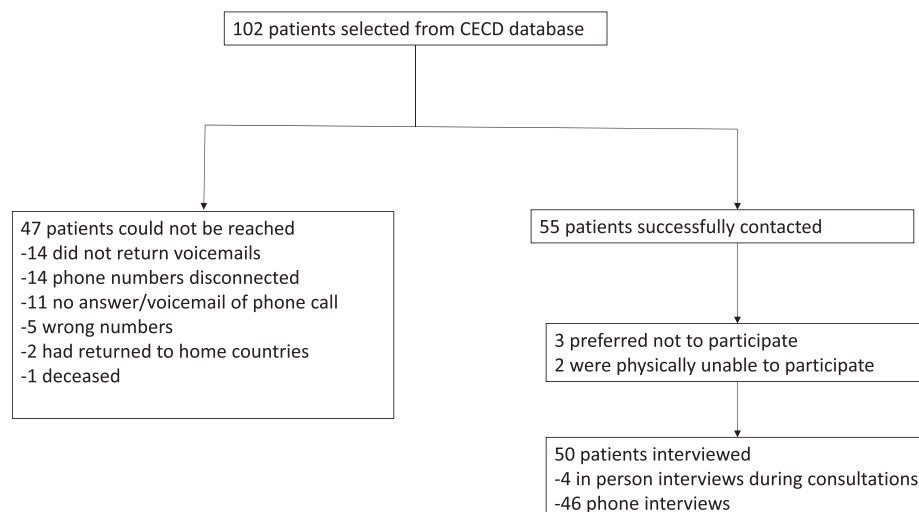 102 patients selected from CECD database
47 patients could not be reached
-14 did not return voicemails
-14 phone numbers disconnected
-11 no answer/voicemail of phone call
-5 wrong numbers
-2 had returned to home countries
-1 deceased
55 patients successfully contacted
3 preferred not to participate
2 were physically unable to participate
50 patients interviewed
-4 in person interviews during consultations
-46 phone interviews